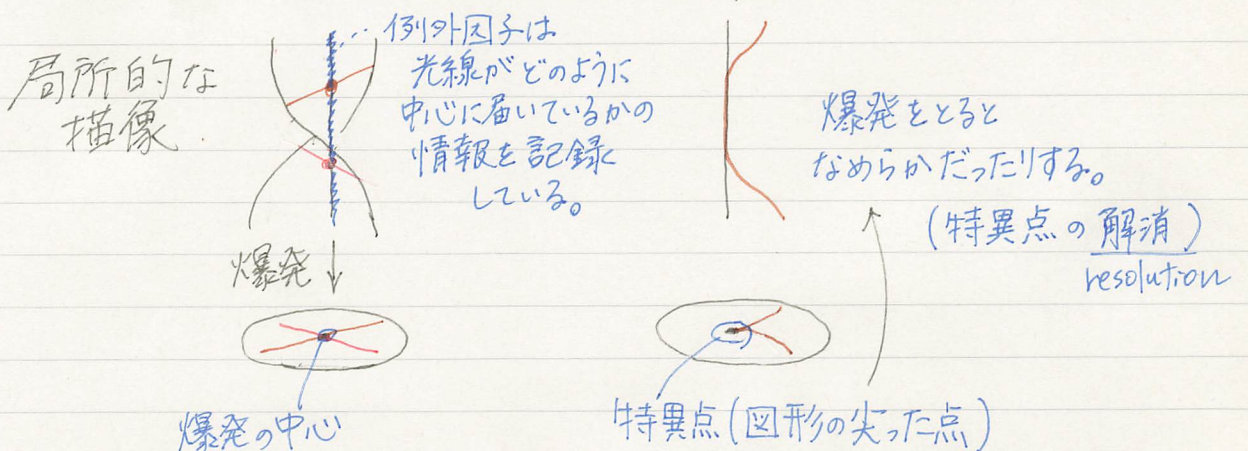 局所的な
描像
例外因子は
光線がどのように
中心に届いているかの
情報を記録
している。
爆発
爆発の中心
爆発をとると
なめらかだったりする。
(特異点の解消)
resolution
特異点(図形の尖った点)